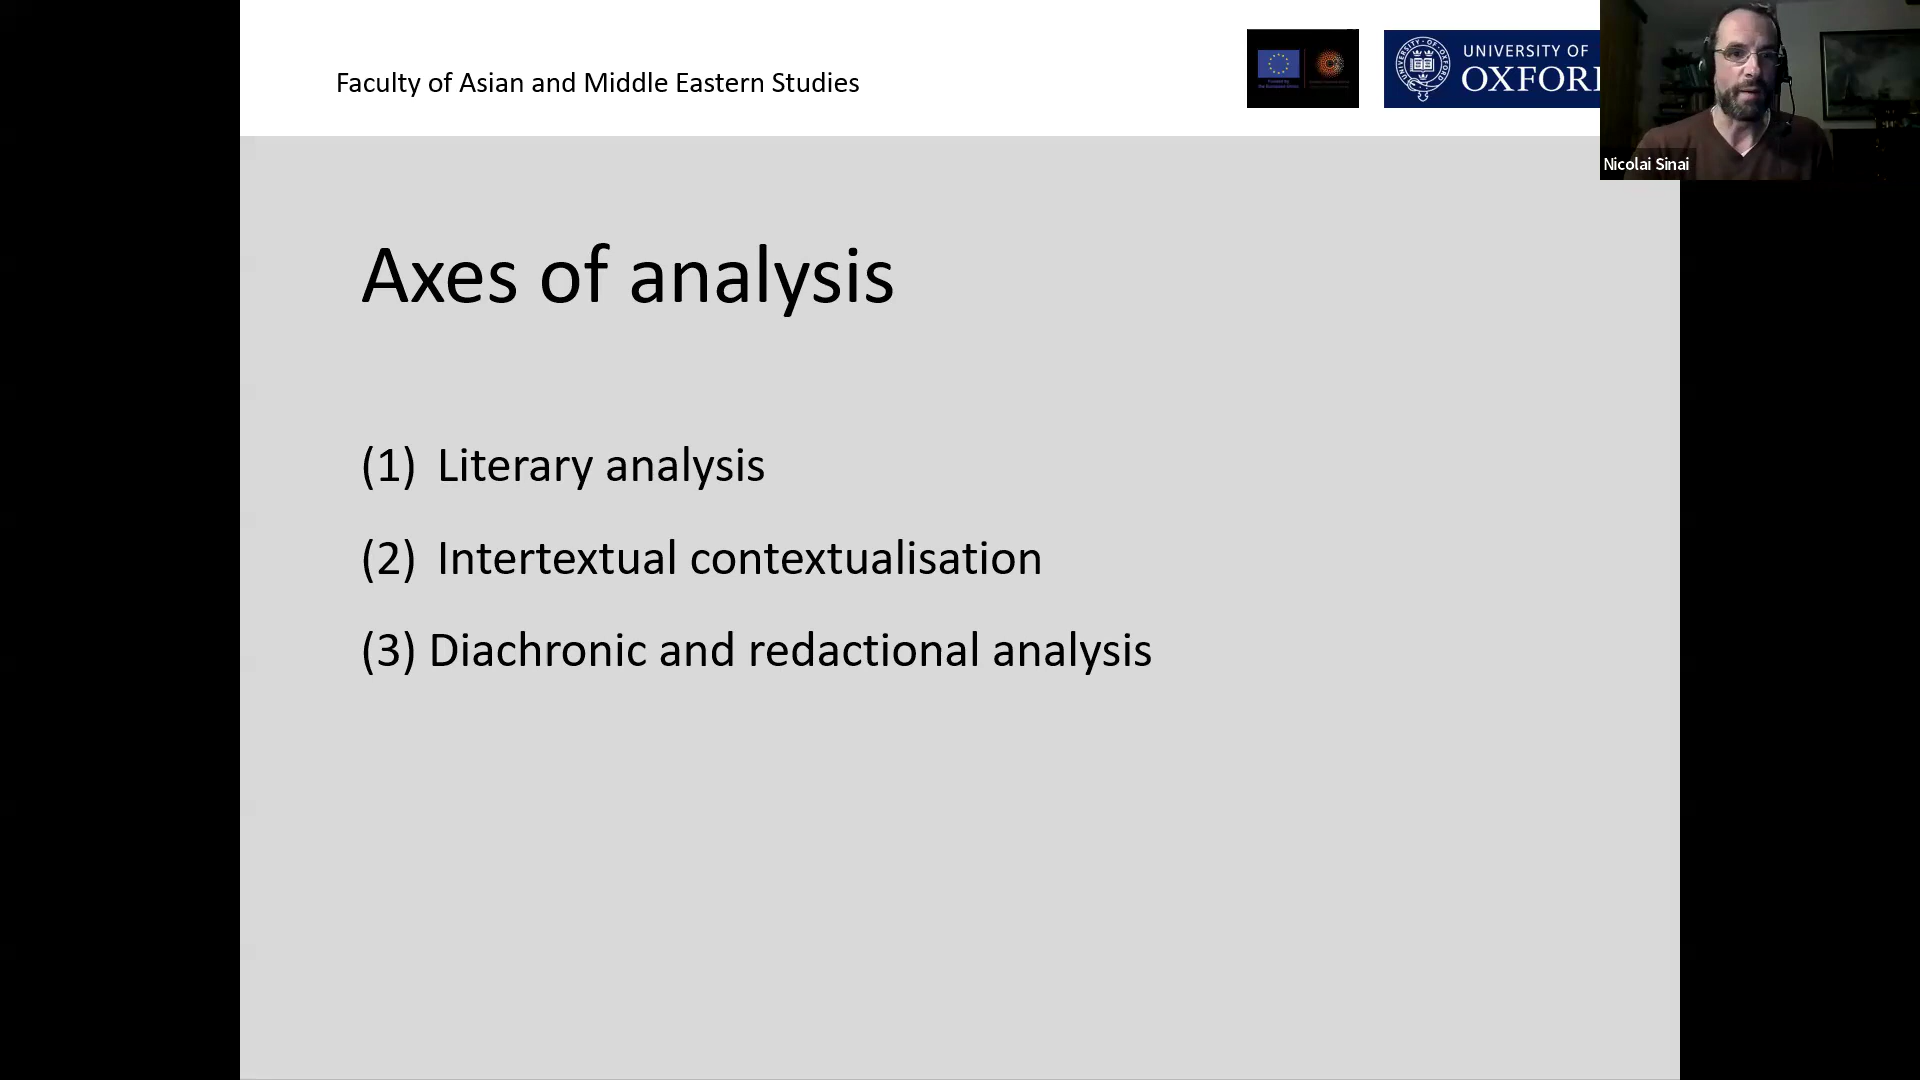 Faculty of Asian and Middle Eastern Studies
UNIVERSITY OF
OXFOR
Nicolai Sinai
Axes of analysis
(1) Literary analysis
(2) Intertextual contextualisation
(3) Diachronic and redactional analysis